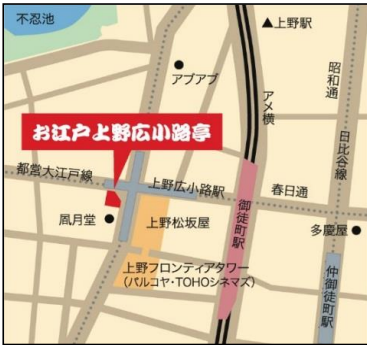 不忍池
▲上野駅
アブアブ
アメ横
昭和通
日比谷線
お江戸上野広小路亭
都営大江戸線
上野広小路駅
春日通
御徒町駅
多慶屋
凮月堂
上野松坂屋
上野フロンティアタワー
(パルコヤ・TOHOシネマズ)
仲御徒町駅